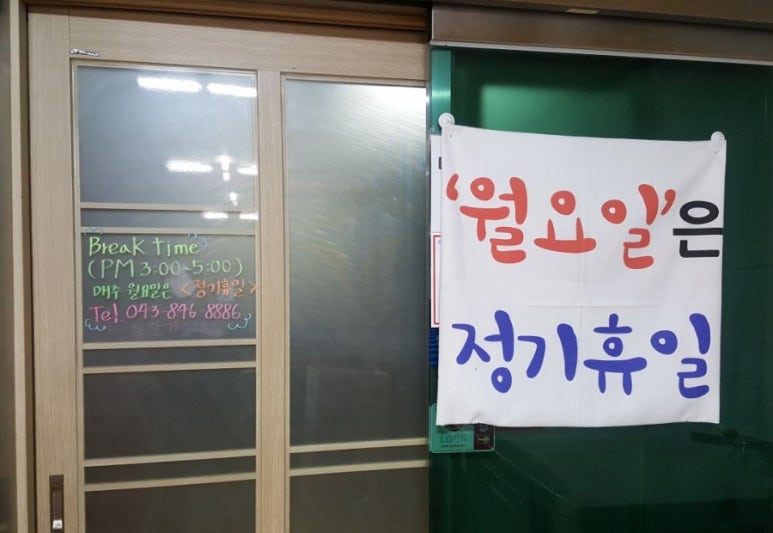 Break time
(PM 3:00~5:00)
매주 월요일은 <정기휴일>
Tel. 043-846-8886
'월요일'은
정기휴일